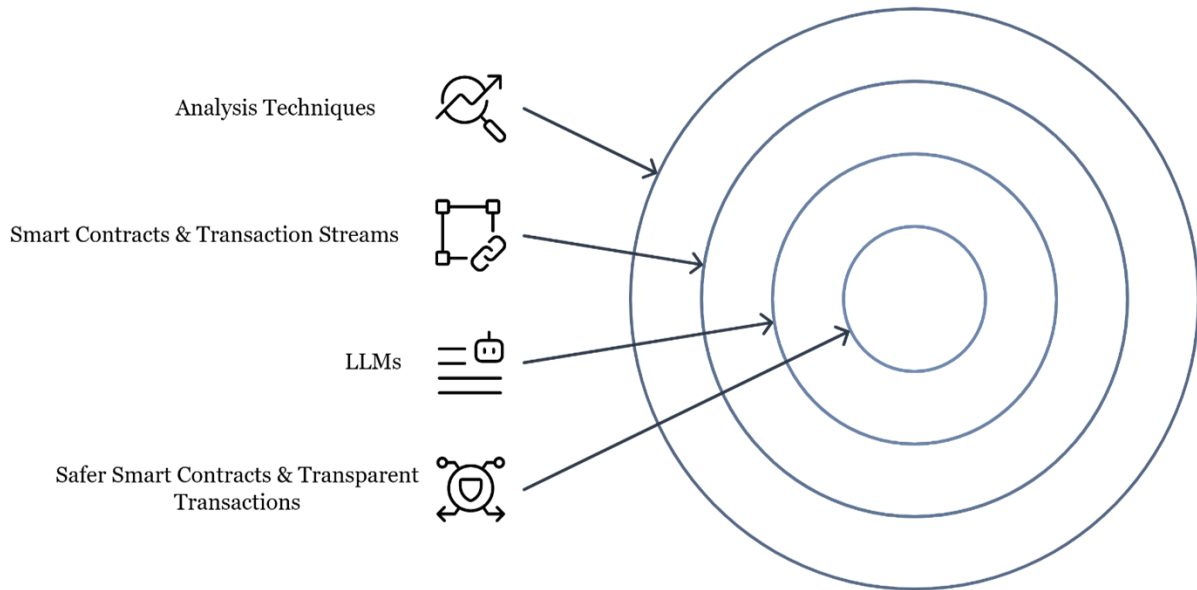 Analysis Techniques
Smart Contracts & Transaction Streams
LLMs
Safer Smart Contracts & Transparent
Transactions